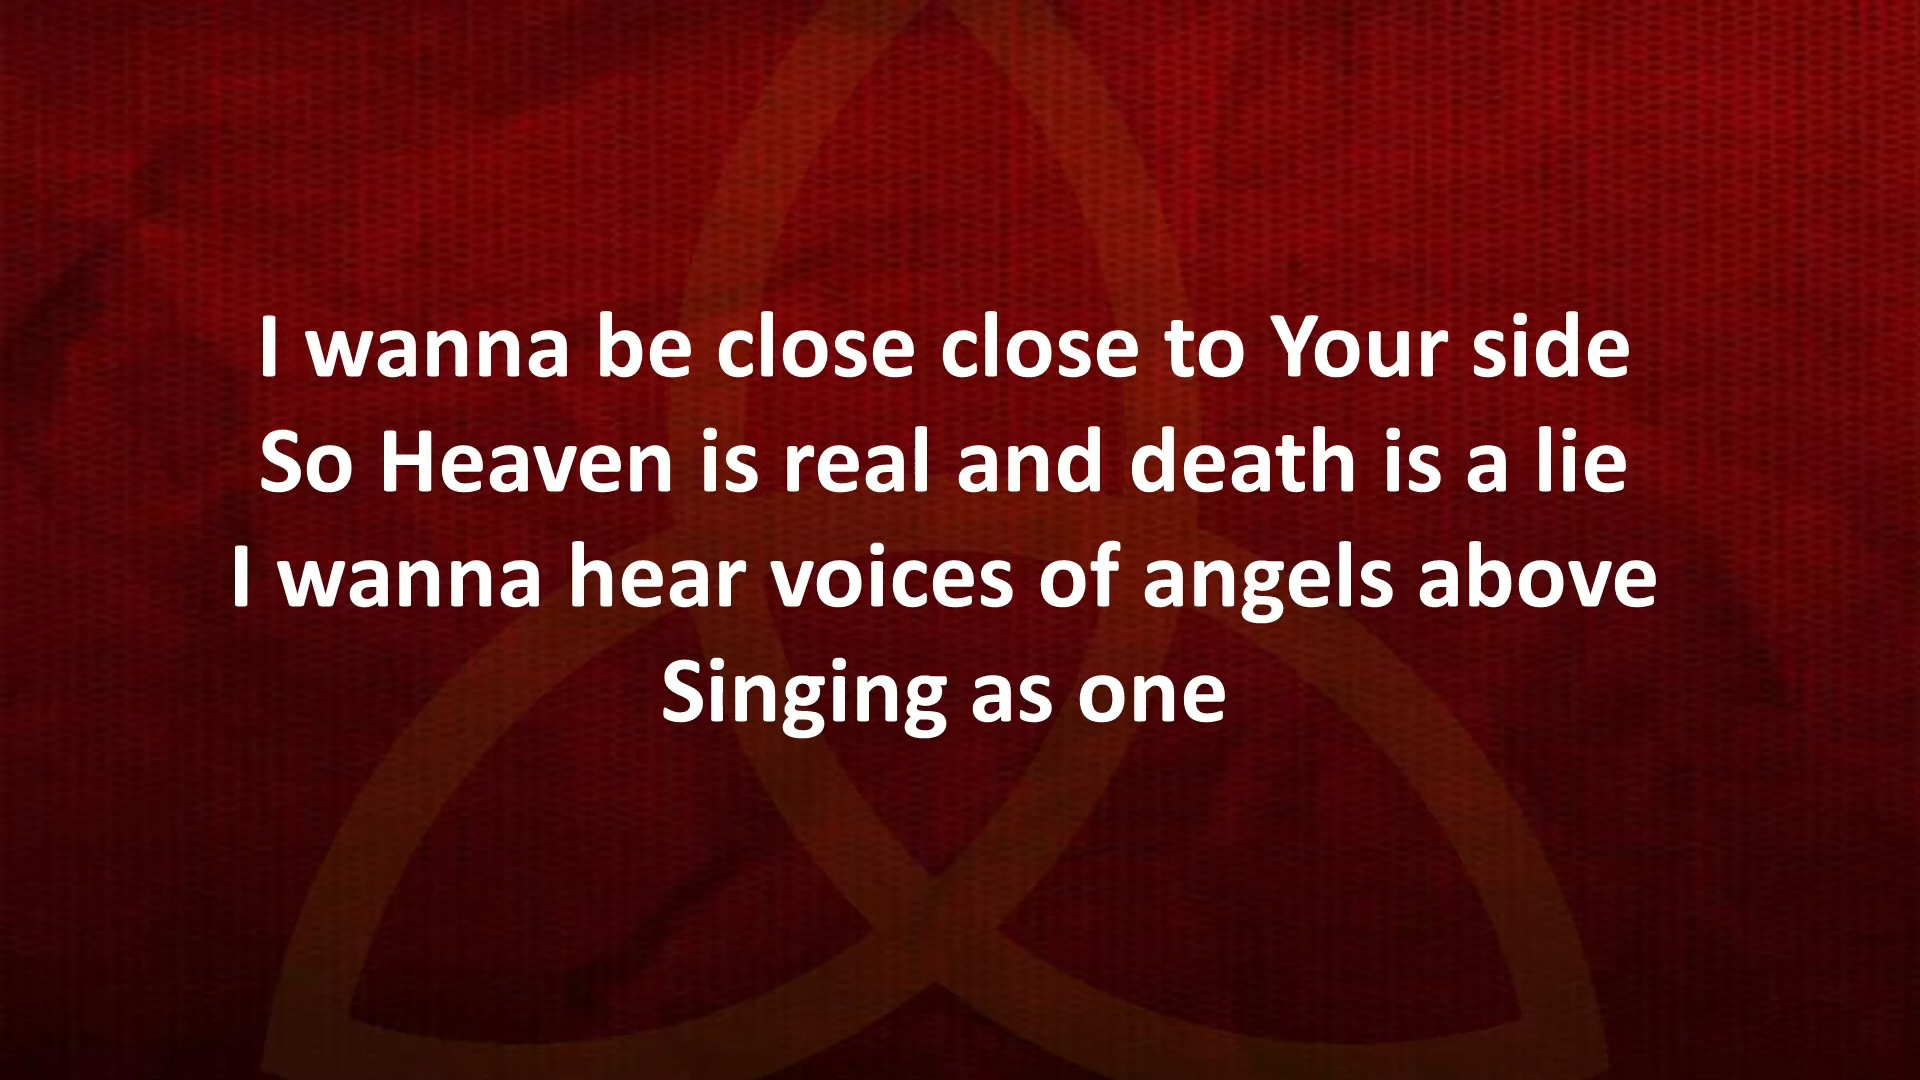 I wanna be close close to Your side
So Heaven is real and death is a lie
I wanna hear voices of angels above
Singing as one